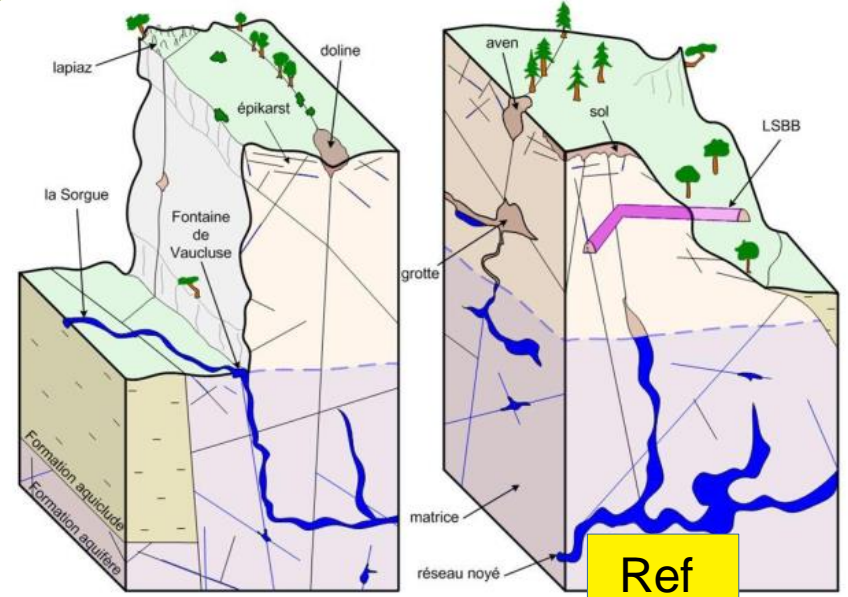 lapiaz
doline
épikarst
la Sorgue
Fontaine
de
Vaucluse
Formation aquiclude
Formation aquifère
aven
sol
LSBB
grotte
matrice
réseau noyé
Ref